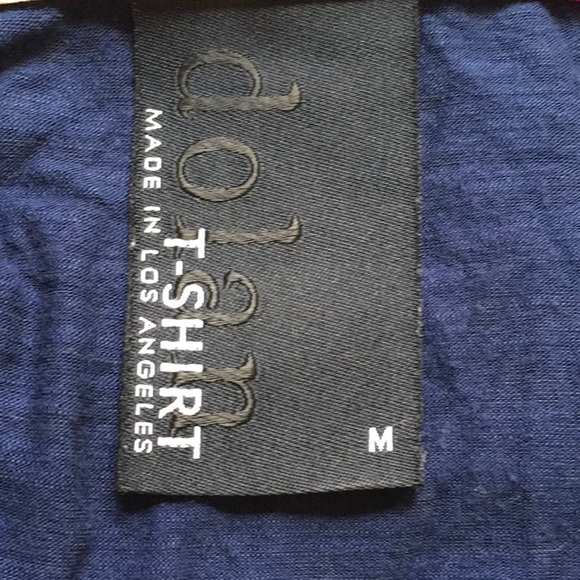 dolan
T-SHIRT
MADE IN LOS ANGELES
M